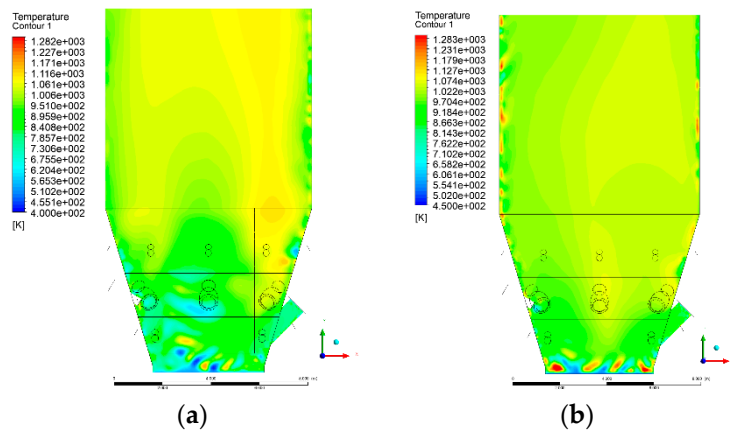 Temperature
Contour 1
1.282e+003
1.227e+003
1.171e+003
1.116e+003
1.061e+003
1.006e+003
9.510e+002
8.959e+002
8.408e+002
7.857e+002
7.306e+002
6.755e+002
6.204e+002
5.653e+002
5.102e+002
4.551e+002
4.000e+002
[K]
(a)
Temperature
Contour 1
1.283e+003
1.231e+003
1.179e+003
1.127e+003
1.074e+003
1.022e+003
9.704e+002
9.184e+002
8.663e+002
8.143e+002
7.622e+002
7.102e+002
6.582e+002
6.061e+002
5.541e+002
5.020e+002
4.500e+002
[K]
(b)